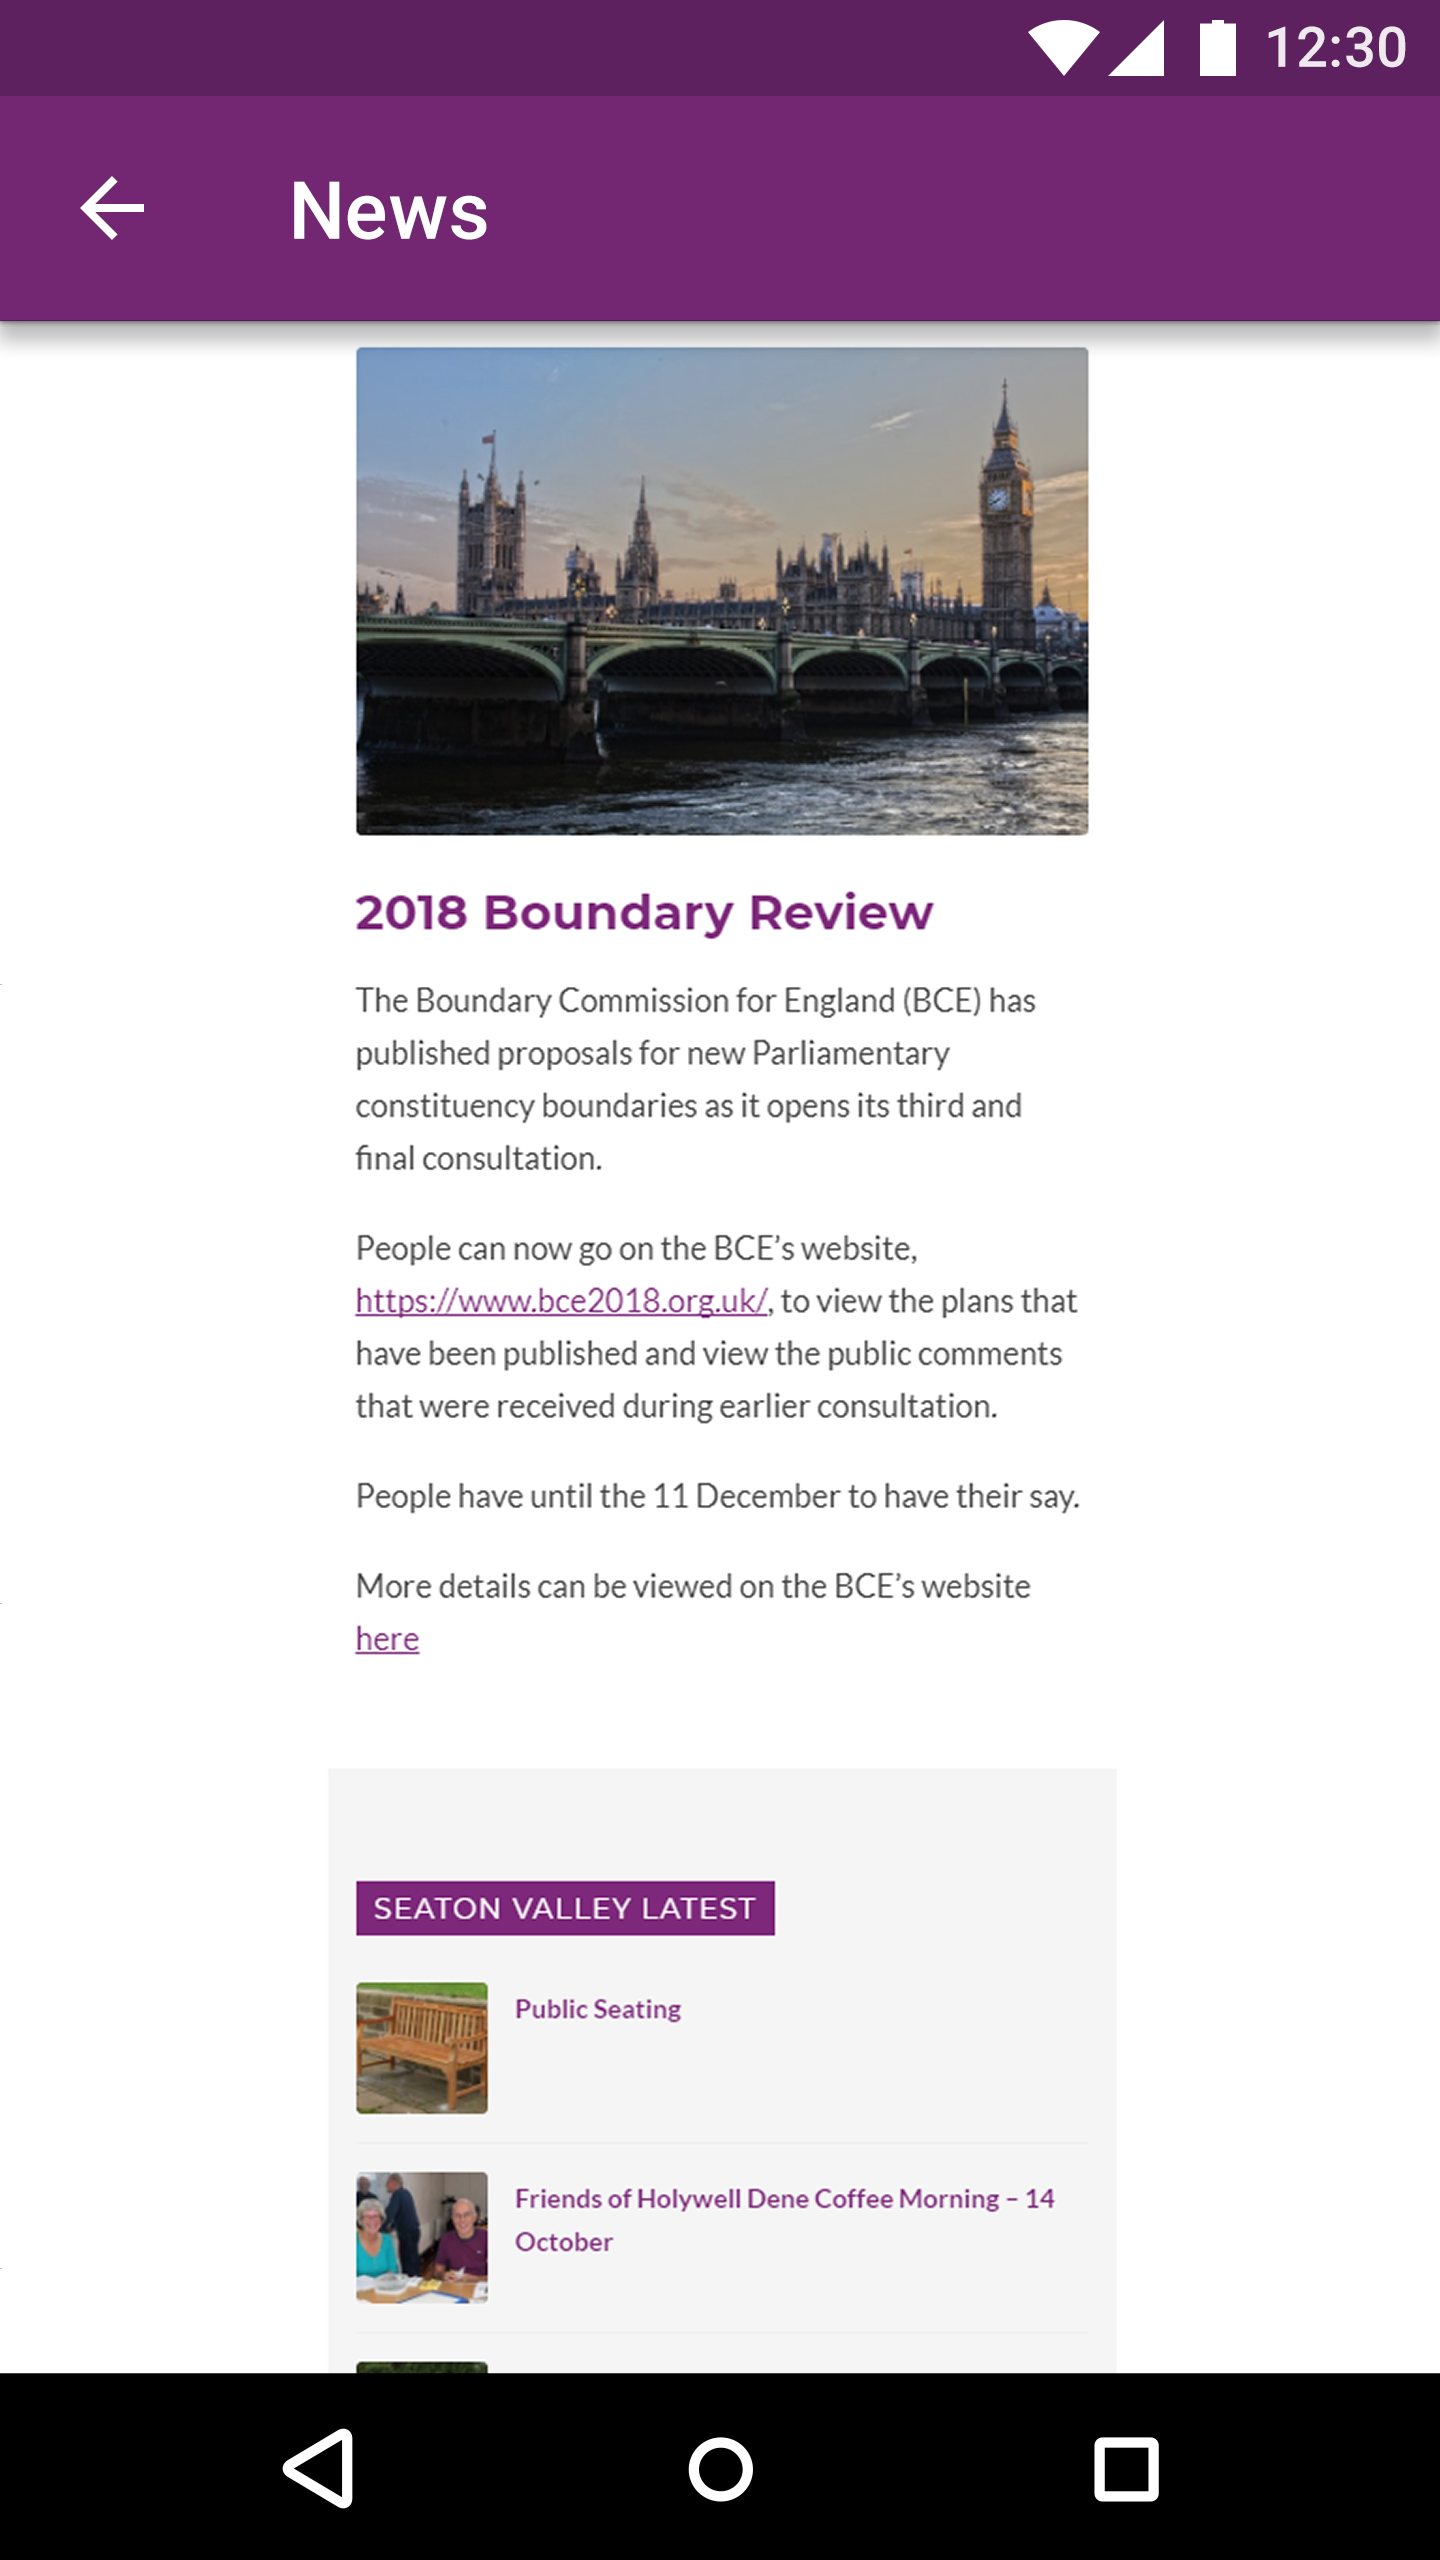 12:30
News
2018 Boundary Review
The Boundary Commission for England (BCE) has
published proposals for new Parliamentary
constituency boundaries as it opens its third and
final consultation.
People can now go on the BCE’s website,
https://www.bce2018.org.uk/, to view the plans that
have been published and view the public comments
that were received during earlier consultation.
People have until the 11 December to have their say.
More details can be viewed on the BCE’s website
here
SEATON VALLEY LATEST
Public Seating
Friends of Holywell Dene Coffee Morning – 14
October